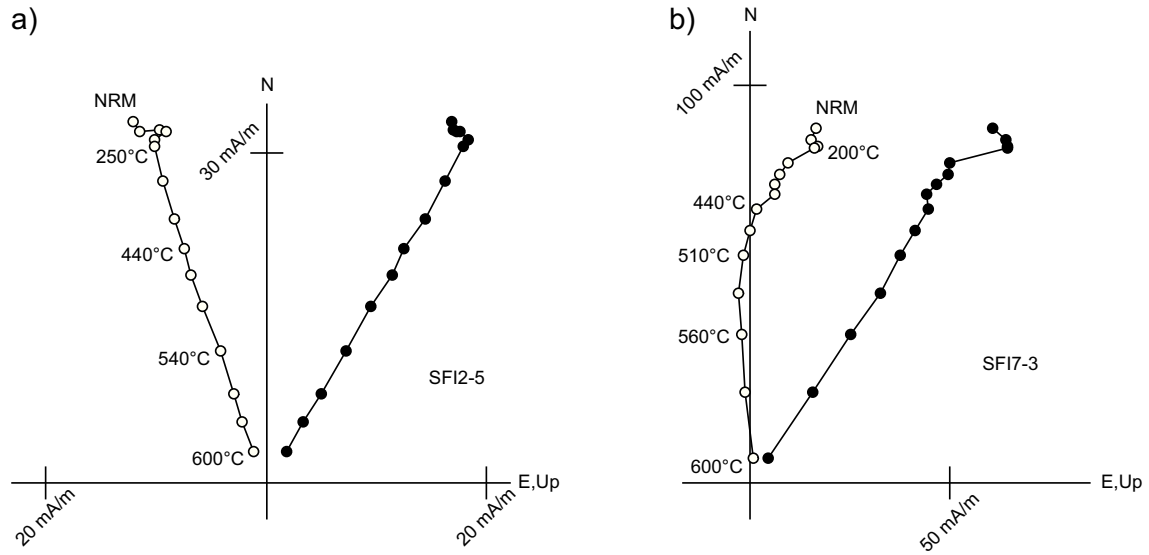 a)
N
NRM
30 mA/m
250°C
440°C
540°C
SFI2-5
600°C
E,Up
20 mA/m
20 mA/m
b)
N
100 mA/m
NRM
200°C
440°C
510°C
560°C
SFI7-3
600°C
E,Up
50 mA/m